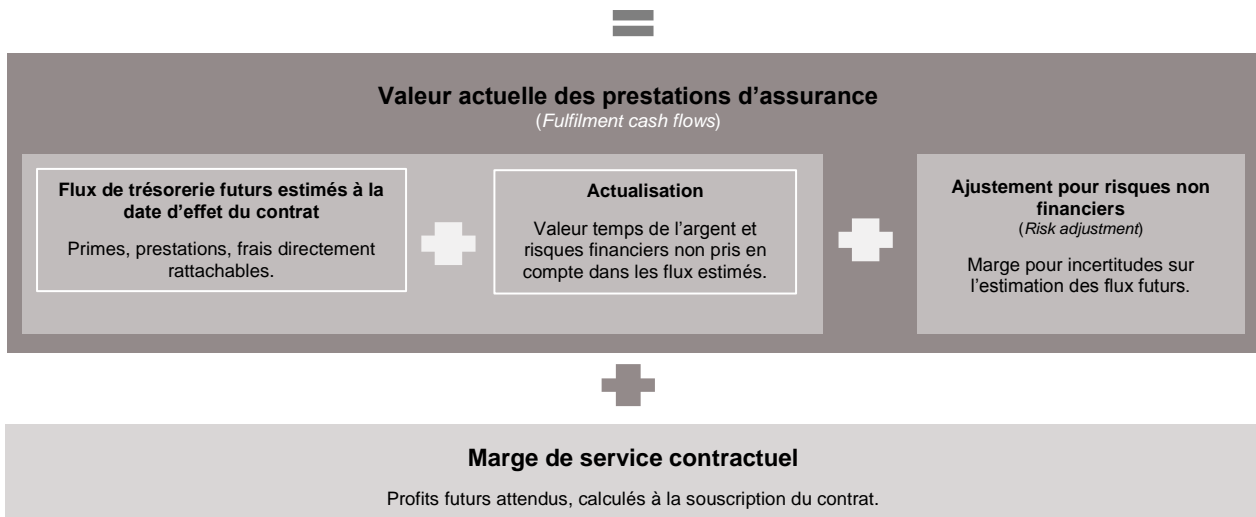 Valeur actuelle des prestations d’assurance
(Fulfilment cash flows)
Flux de trésorerie futurs estimés à la
date d’effet du contrat
Primes, prestations, frais directement
rattachables.
Actualisation
Valeur temps de l’argent et
risques financiers non pris en
compte dans les flux estimés.
Ajustement pour risques non
financiers
(Risk adjustment)
Marge pour incertitudes sur
l’estimation des flux futurs.
Marge de service contractuel
Profits futurs attendus, calculés à la souscription du contrat.